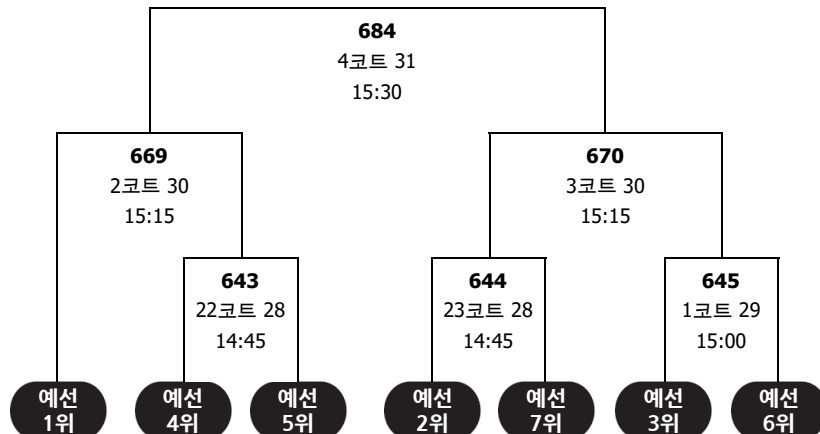 684
4코트 31
15:30
669
2코트 30
15:15
670
3코트 30
15:15
643
22코트 28
14:45
644
23코트 28
14:45
645
1코트 29
15:00
예선
1위
예선
4위
예선
5위
예선
2위
예선
7위
예선
3위
예선
6위